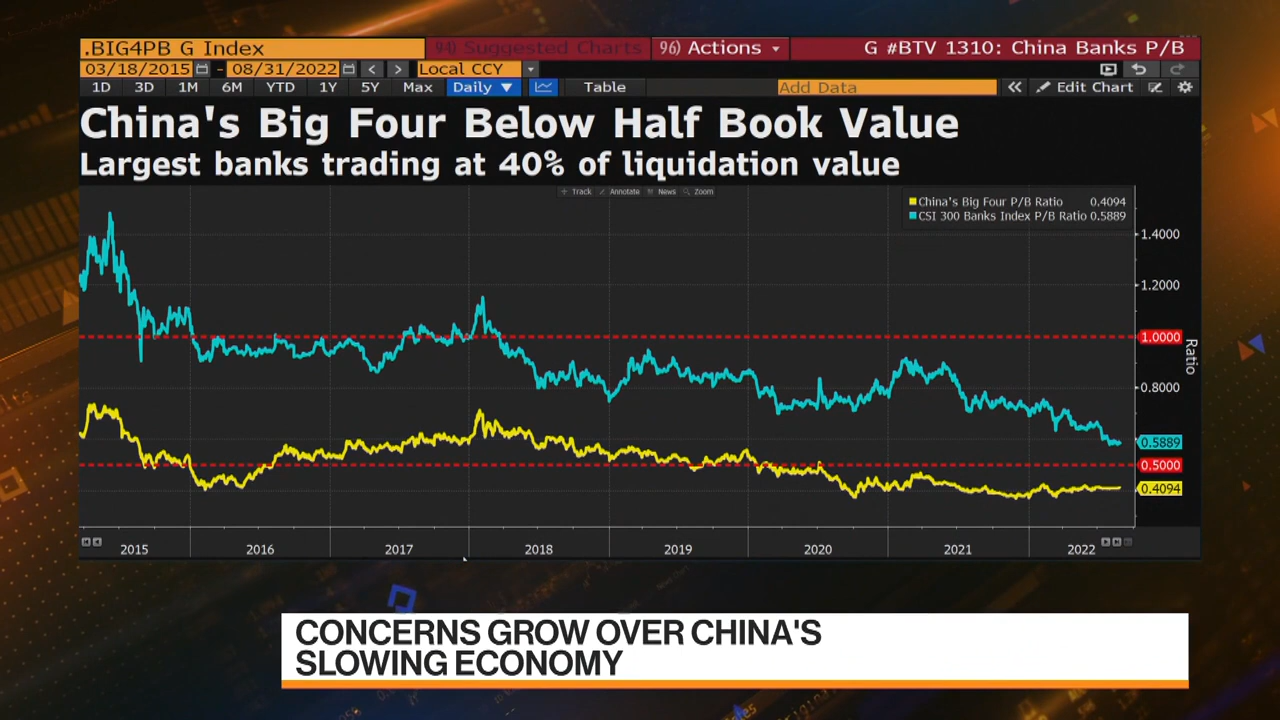 .BIG4PB G Index
94) Suggested Charts
96) Actions
G #BTV 1310: China Banks P/B
03/18/2015 - 08/31/2022 Local CCY
1D 3D 1M 6M YTD 1Y 5Y Max Daily ▼ Table Add Data « Edit Chart
China's Big Four Below Half Book Value
Largest banks trading at 40% of liquidation value
Track Annotate News Zoom
China's Big Four P/B Ratio 0.4094
CSI 300 Banks Index P/B Ratio 0.5889
1.4000
1.2000
1.0000
Ratio
0.8000
0.5889
0.5000
0.4094
2015 2016 2017 2018 2019 2020 2021 2022
CONCERNS GROW OVER CHINA'S
SLOWING ECONOMY